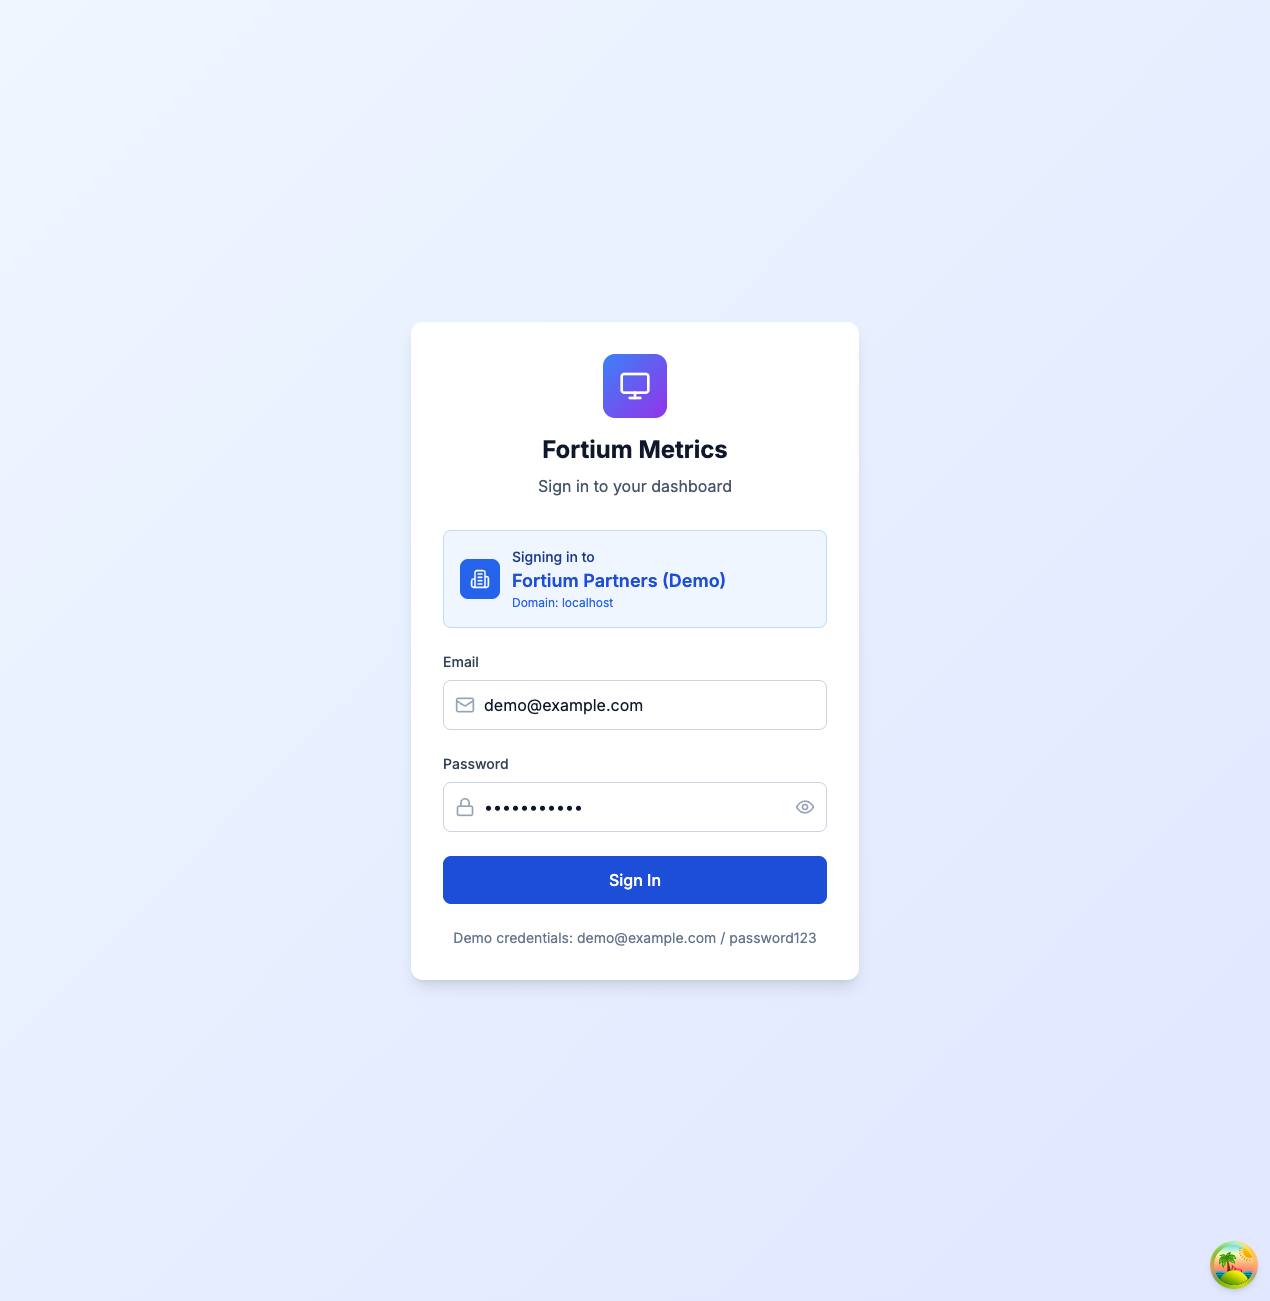 Fortium Metrics
Sign in to your dashboard
Signing in to
Fortium Partners (Demo)
Domain: localhost
Email
demo@example.com
Password
•••••••••••
Sign In
Demo credentials: demo@example.com / password123